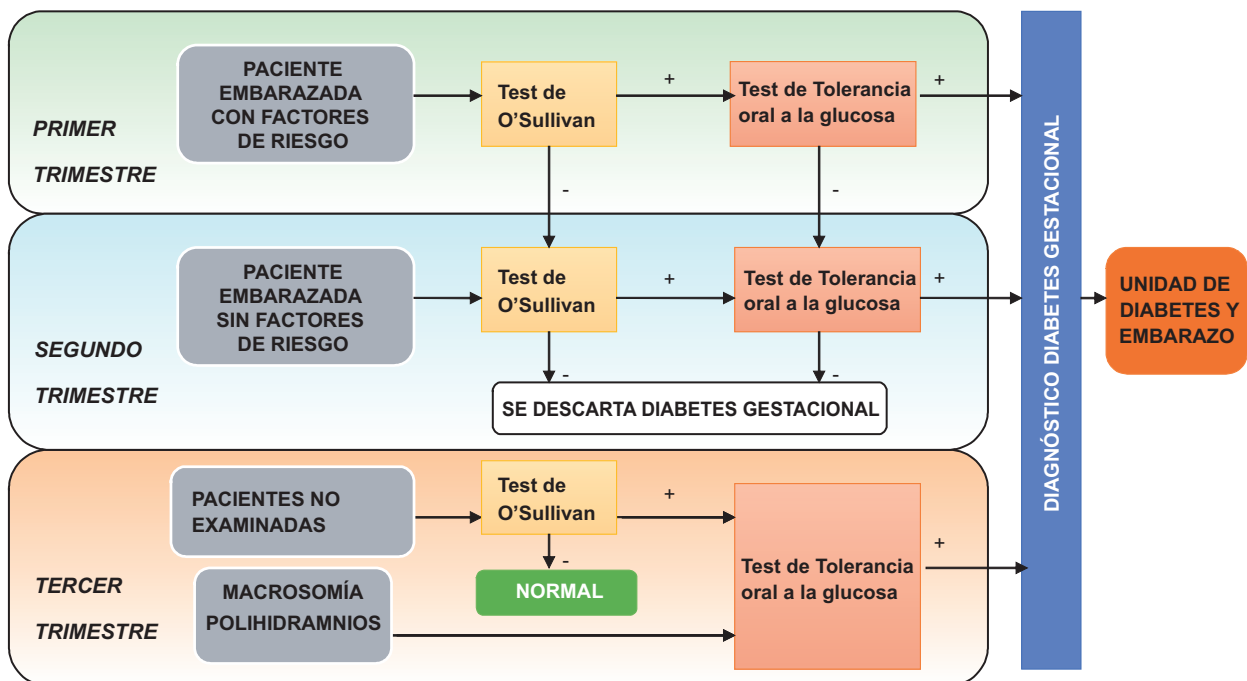 PRIMER
TRIMESTRE
PACIENTE
EMBARAZADA
CON FACTORES
DE RIESGO
Test de
O'Sullivan
+
-
Test de Tolerancia
oral a la glucosa
+
-
SEGUNDO
TRIMESTRE
PACIENTE
EMBARAZADA
SIN FACTORES
DE RIESGO
Test de
O'Sullivan
+
-
Test de Tolerancia
oral a la glucosa
+
-
SE DESCARTA DIABETES GESTACIONAL
TERCER
TRIMESTRE
PACIENTES NO
EXAMINADAS
Test de
O'Sullivan
+
-
NORMAL
MACROSOMÍA
POLIHIDRAMNIOS
Test de Tolerancia
oral a la glucosa
+
DIAGNÓSTICO DIABETES GESTACIONAL
UNIDAD DE
DIABETES Y
EMBARAZO